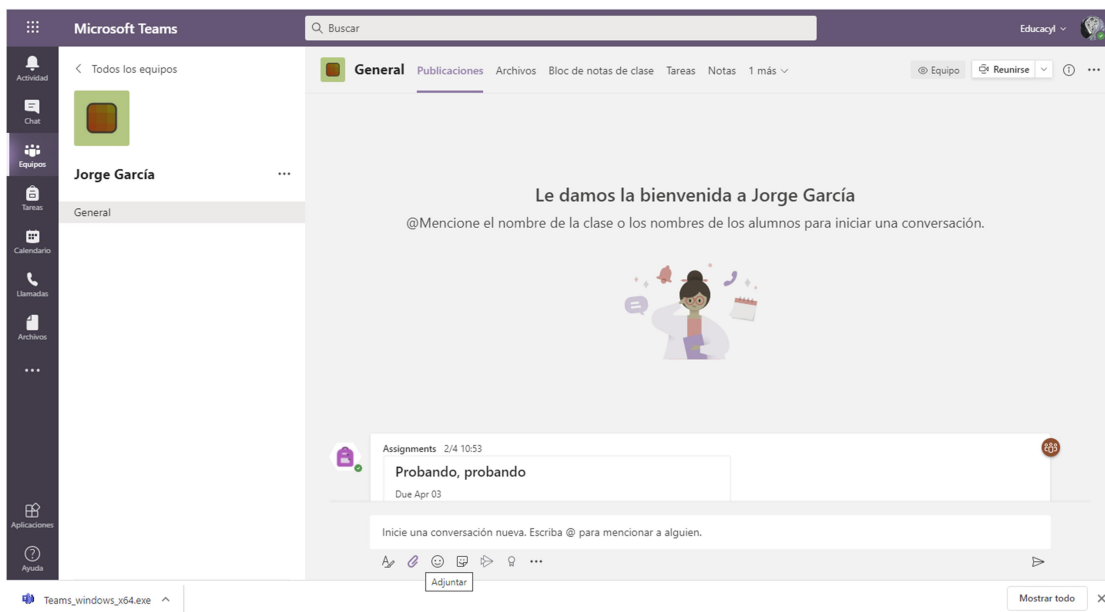 Microsoft Teams
Buscar
Educacyl
Actividad
Chat
Equipos
Tareas
Calendario
Llamadas
Archivos
Aplicaciones
Ayuda
Todos los equipos
Jorge García
General
General Publicaciones Archivos Bloc de notas de clase Tareas Notas 1 más
Equipo Reunirse
Le damos la bienvenida a Jorge García
@Mencione el nombre de la clase o los nombres de los alumnos para iniciar una conversación.
Assignments 2/4 10:53
Probando, probando
Due Apr 03
Inicie una conversación nueva. Escriba @ para mencionar a alguien.
Adjuntar
Teams_windows_x64.exe
Mostrar todo